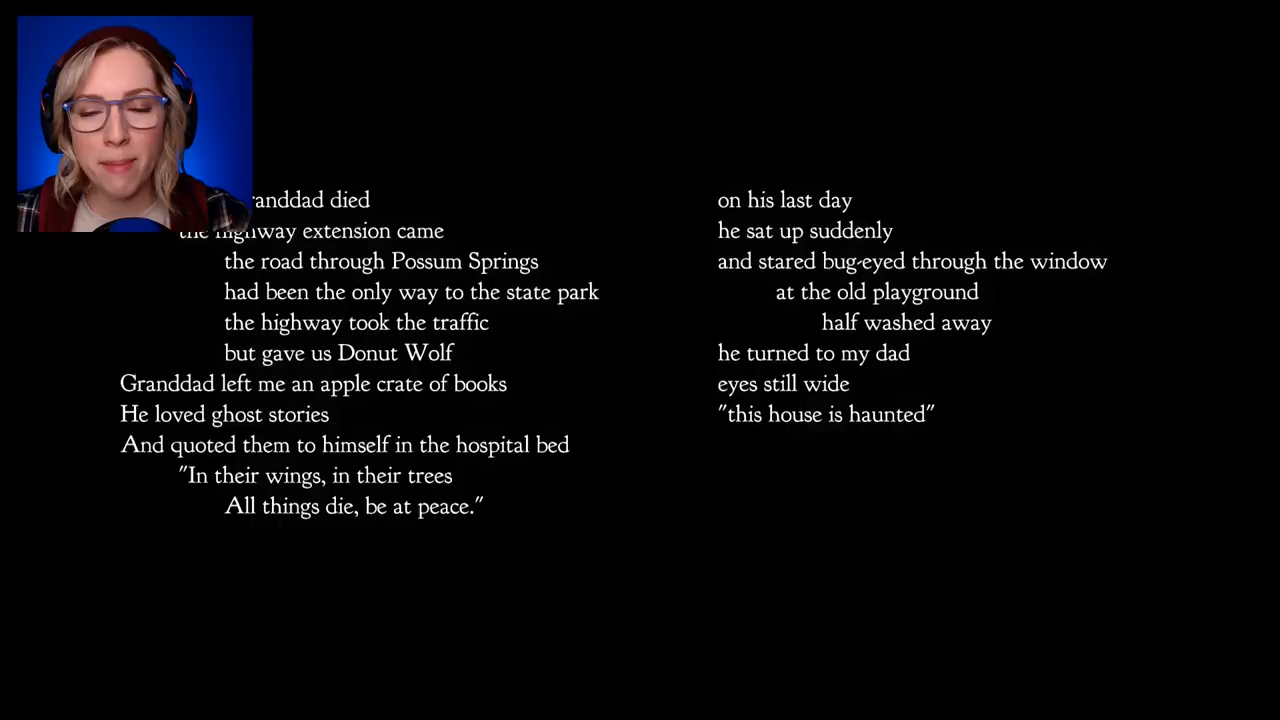 randdad died
the highway extension came
the road through Possum Springs
had been the only way to the state park
the highway took the traffic
but gave us Donut Wolf
Granddad left me an apple crate of books
He loved ghost stories
And quoted them to himself in the hospital bed
"In their wings, in their trees
All things die, be at peace."
on his last day
he sat up suddenly
and stared bug-eyed through the window
at the old playground
half washed away
he turned to my dad
eyes still wide
"this house is haunted"